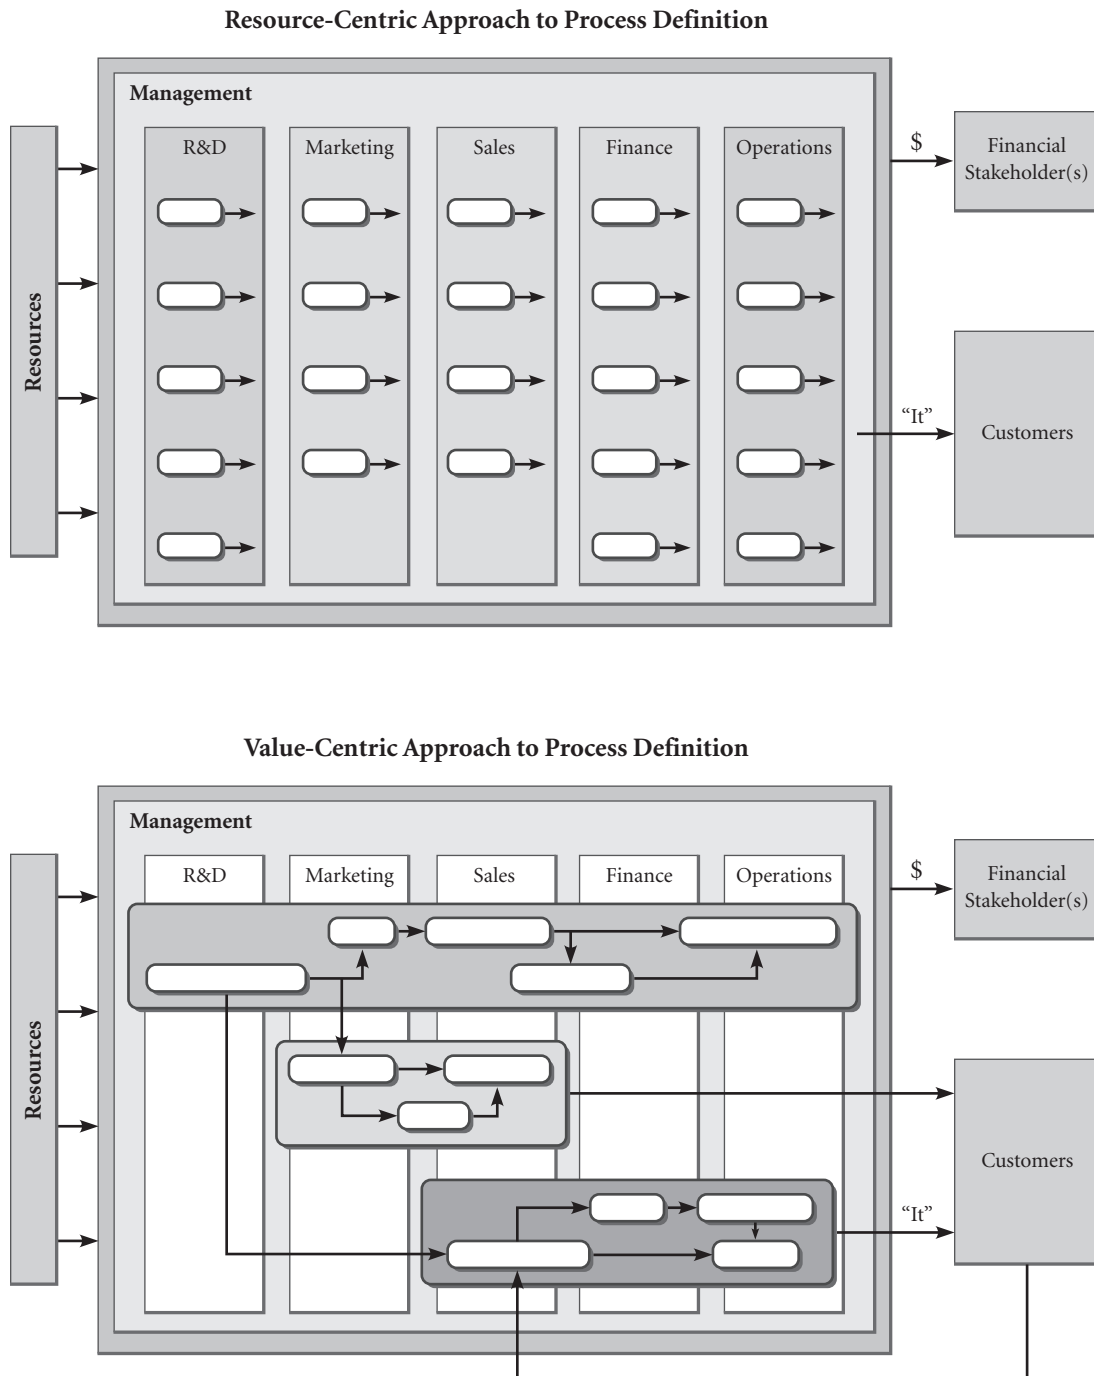 Resource-Centric Approach to Process Definition
Management
R&D
Marketing
Sales
Finance
Operations
Resources
$
Financial
Stakeholder(s)
“It”
Customers
Value-Centric Approach to Process Definition
Management
R&D
Marketing
Sales
Finance
Operations
Resources
$
Financial
Stakeholder(s)
Customers
“It”